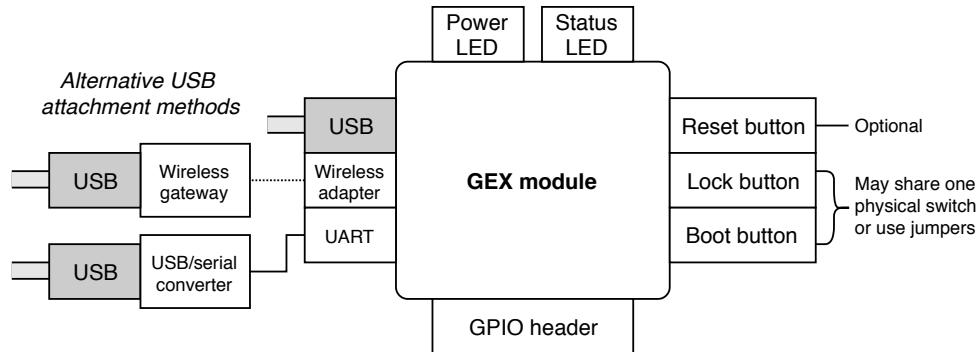 Power
LED
Status
LED
Alternative USB
attachment methods
USB
Wireless
adapter
UART
USB
Wireless
gateway
USB
USB/serial
converter
GEX module
Reset button
Lock button
Boot button
Optional
May share one
physical switch
or use jumpers
GPIO header